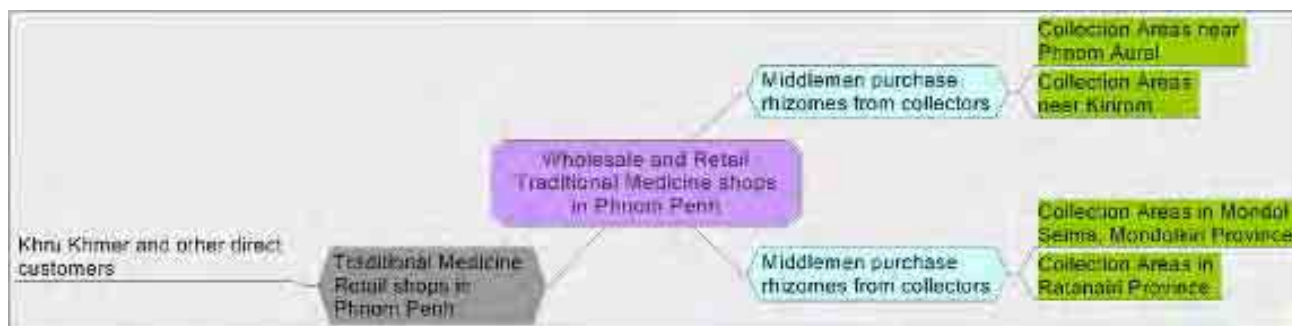 Collection Areas near
Phnom Aural
Middlemen purchase
rhizomes from collectors
Collection Areas
near Kirirom
Wholesale and Retail
Traditional Medicine shops
in Phnom Penh
Collection Areas in Mondol
Seima, Mondolkiri Province
Khru Khmer and other direct
customers
Traditional Medicine
Retail shops in
Phnom Penh
Middlemen purchase
rhizomes from collectors
Collection Areas in
Ratanairi Province